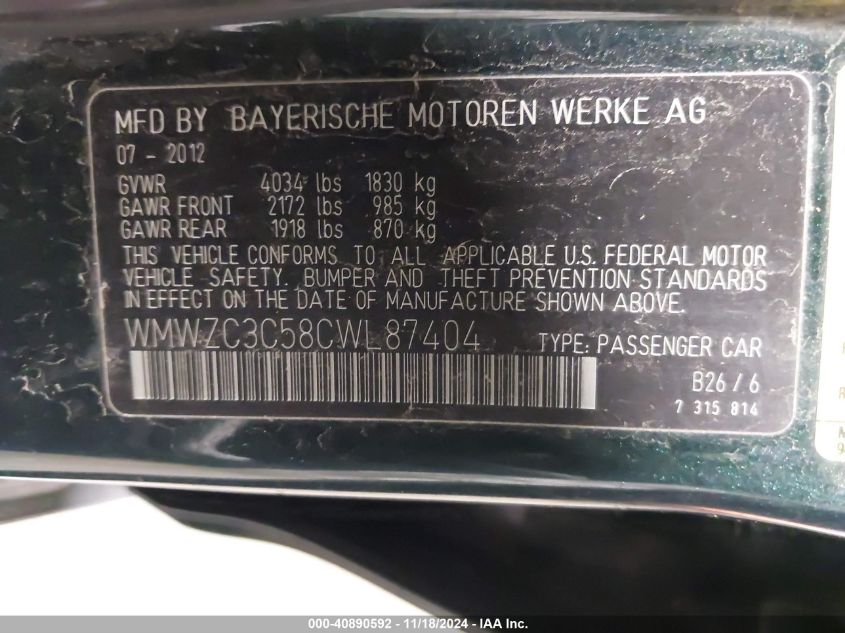 MFD BY BAYERISCHE MOTOREN WERKE AG
07 - 2012
GVWR 4034 lbs 1830 kg
GAWR FRONT 2172 lbs 985 kg
GAWR REAR 1918 lbs 870 kg
THIS VEHICLE CONFORMS TO ALL APPLICABLE U.S. FEDERAL MOTOR
VEHICLE SAFETY, BUMPER AND THEFT PREVENTION STANDARDS
IN EFFECT ON THE DATE OF MANUFACTURE SHOWN ABOVE.
WMWZC3C58CWL87404 TYPE: PASSENGER CAR
B26 / 6
7 315 814
000-40890592 - 11/18/2024 - IAA Inc.